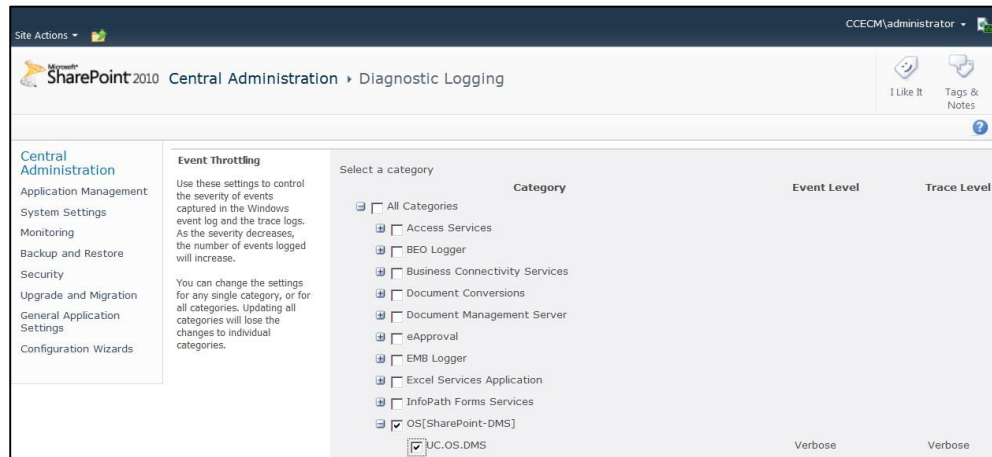 CCECM\administrator
Site Actions
Microsoft
SharePoint 2010 Central Administration Diagnostic Logging
I Like It
Tags &
Notes
Central
Administration
Application Management
System Settings
Monitoring
Backup and Restore
Security
Upgrade and Migration
General Application
Settings
Configuration Wizards
Event Throttling
Use these settings to control
the severity of events
captured in the Windows
event log and the trace logs.
As the severity decreases,
the number of events logged
will increase.
You can change the settings
for any single category, or for
all categories. Updating all
categories will lose the
changes to individual
categories.
Select a category
Category Event Level Trace Level
All Categories
Access Services
BEO Logger
Business Connectivity Services
Document Conversions
Document Management Server
eApproval
EMB Logger
Excel Services Application
InfoPath Forms Services
OS[SharePoint-DMS]
UC.OS.DMS Verbose Verbose